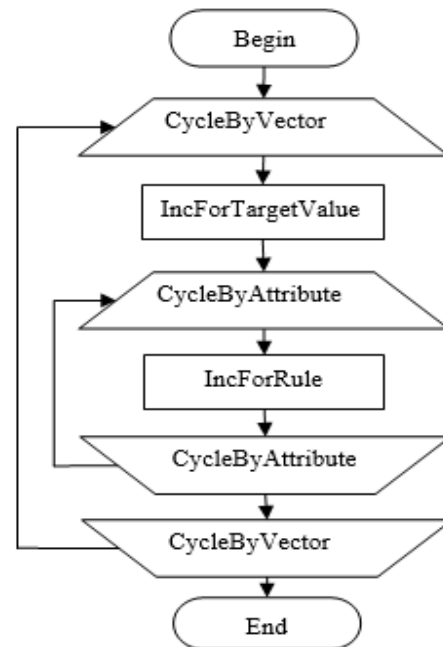 Begin
CycleByVector
IncForTargetValue
CycleByAttribute
IncForRule
CycleByAttribute
CycleByVector
End